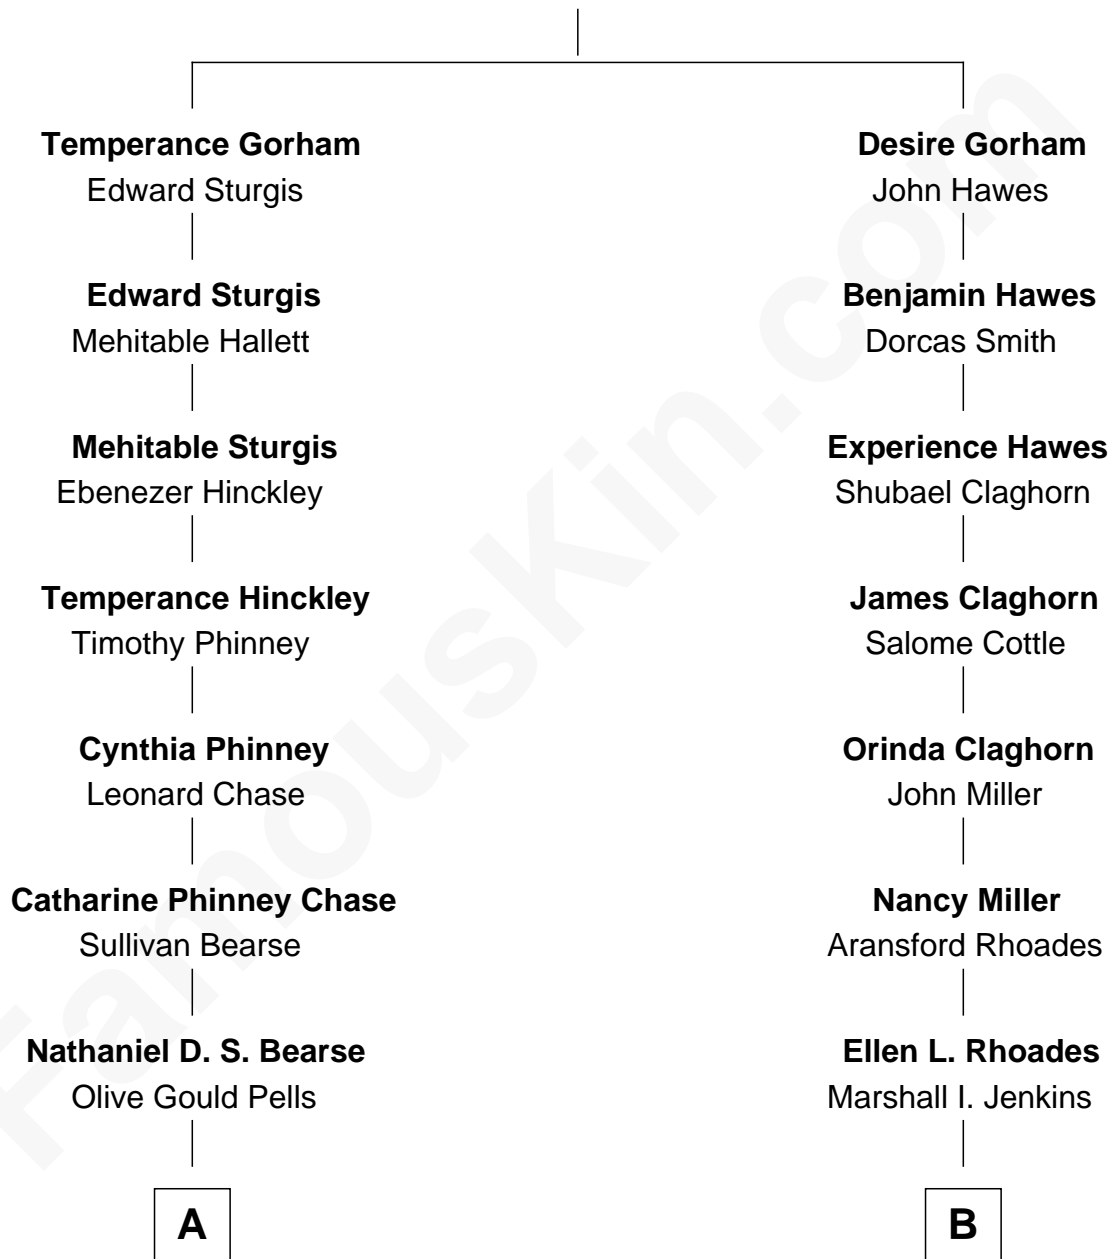 Temperance Gorham
Edward Sturgis
Desire Gorham
John Hawes
Edward Sturgis
Mehitable Hallett
Benjamin Hawes
Dorcas Smith
Mehitable Sturgis
Ebenezer Hinckley
Experience Hawes
Shubael Claghorn
Temperance Hinckley
Timothy Phinney
James Claghorn
Salome Cottle
Cynthia Phinney
Leonard Chase
Orinda Claghorn
John Miller
Catharine Phinney Chase
Sullivan Bearse
Nancy Miller
Aransford Rhoades
Nathaniel D. S. Bearse
Olive Gould Pells
Ellen L. Rhoades
Marshall I. Jenkins
A
B
FamousKin.com